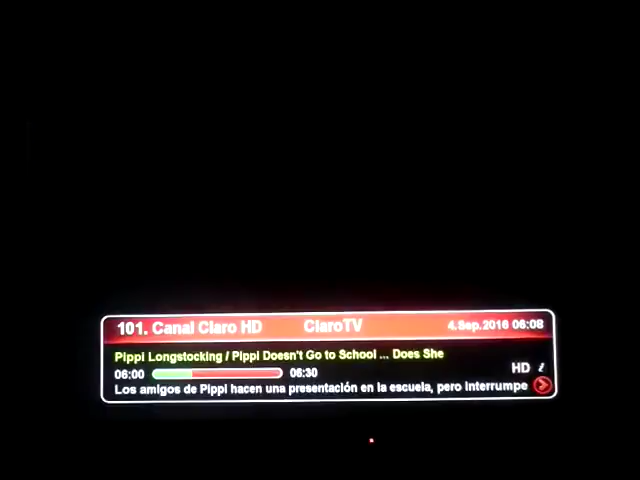 101. Canal Claro HD ClaroTV 4.Sep.2016 06:08
Pippi Longstocking / Pippi Doesn't Go to School ... Does She
06:00 06:30 HD i
Los amigos de Pippi hacen una presentación en la escuela, pero interrumpe